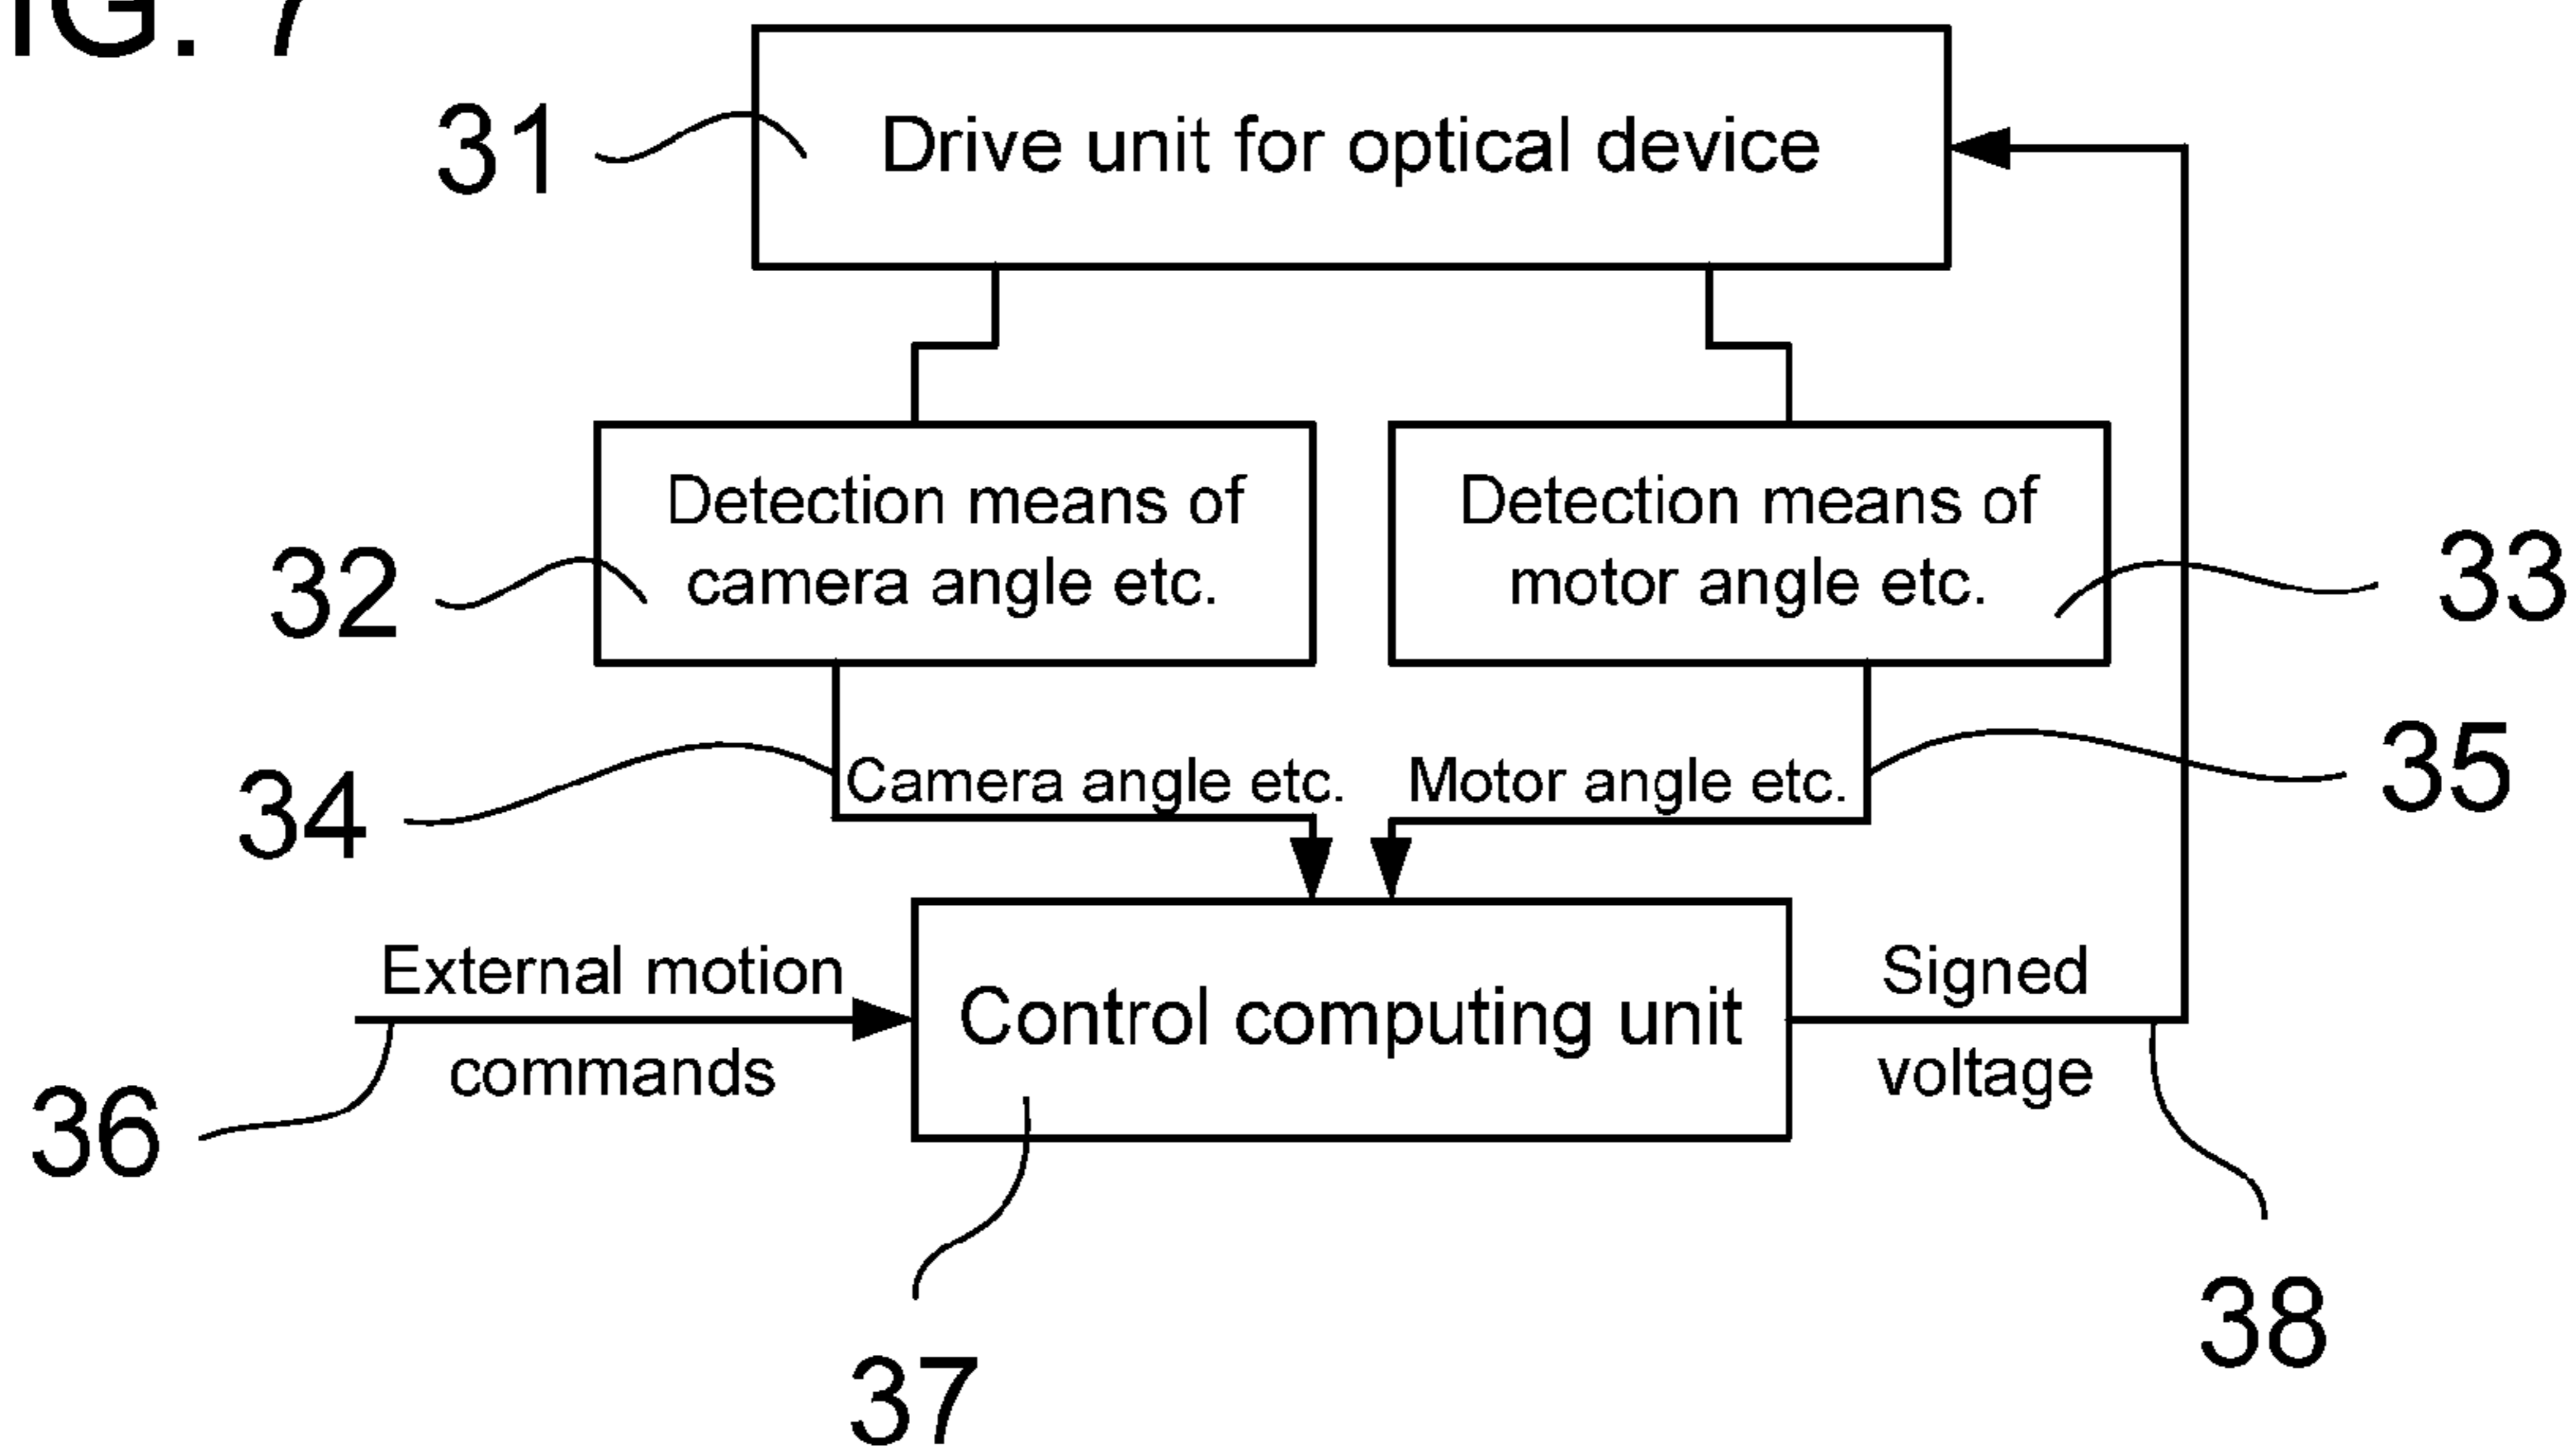 IG. 7
31
Drive unit for optical device
Detection means of
camera angle etc.
Detection means of
motor angle etc.
32
33
34
Camera angle etc.
Motor angle etc.
35
External motion
commands
36
Control computing unit
Signed
voltage
37
38